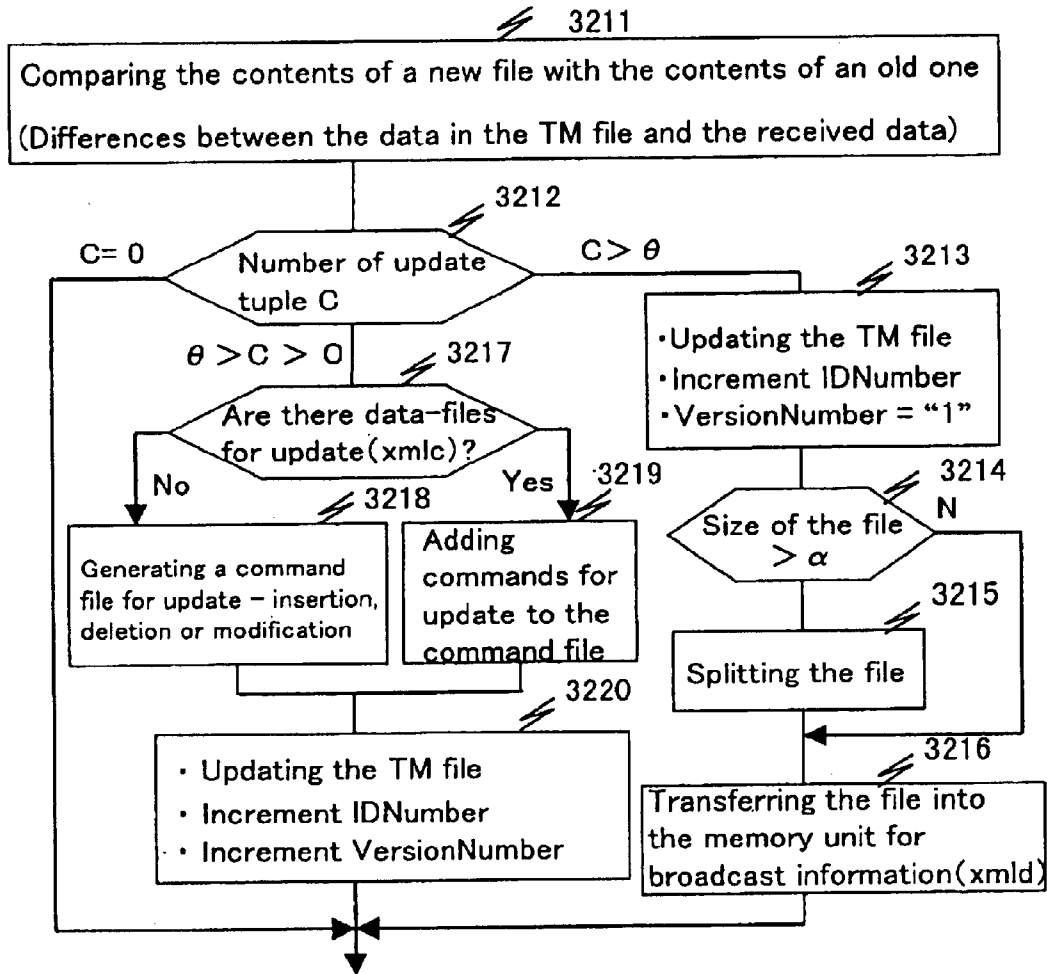 3211
Comparing the contents of a new file with the contents of an old one
(Differences between the data in the TM file and the received data)
3212
C= 0
Number of update
tuple C
C> θ
3213
・Updating the TM file
・Increment IDNumber
・VersionNumber = “1”
θ >C > 0
3217
Are there data-files
for update(xmlc)?
No
Yes
3218
Generating a command
file for update – insertion,
deletion or modification
3219
Adding
commands for
update to the
command file
3214
Size of the file
> α
N
3215
Splitting the file
3220
・ Updating the TM file
・ Increment IDNumber
・ Increment VersionNumber
3216
Transferring the file into
the memory unit for
broadcast information(xmld)